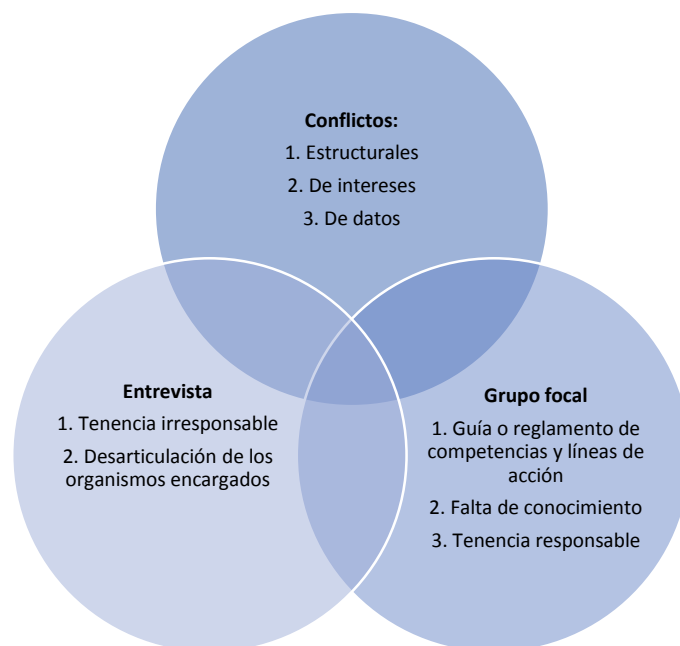 Conflictos:
1. Estructurales
2. De intereses
3. De datos
Entrevista
1. Tenencia irresponsable
2. Desarticulación de los
organismos encargados
Grupo focal
1. Guía o reglamento de
competencias y líneas de
acción
2. Falta de conocimiento
3. Tenencia responsable